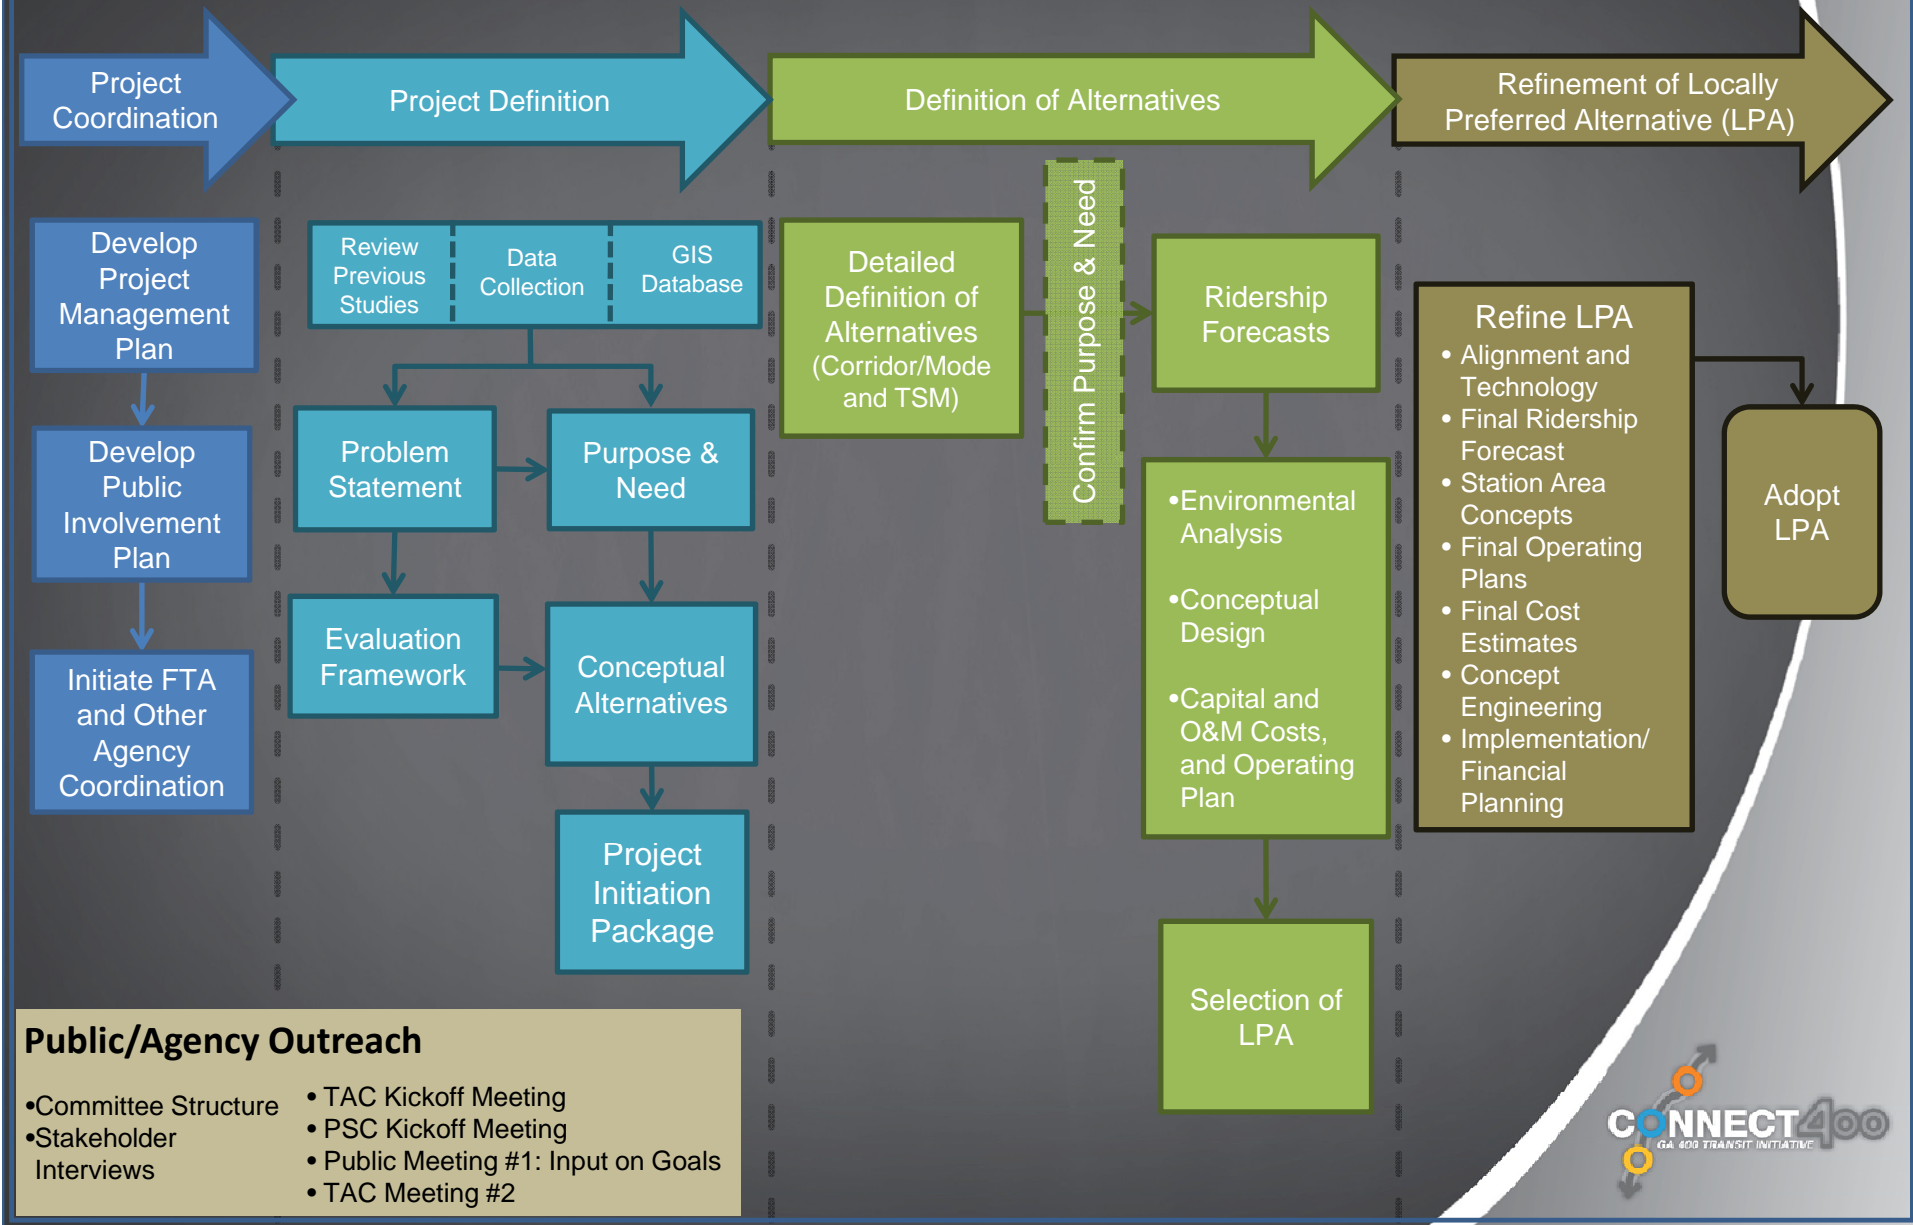 Project
Coordination
Project Definition
Definition of Alternatives
Refinement of Locally
Preferred Alternative (LPA)
Develop
Project
Management
Plan
Develop
Public
Involvement
Plan
Initiate FTA
and Other
Agency
Coordination
Review
Previous
Studies
Data
Collection
GIS
Database
Problem
Statement
Purpose &
Need
Evaluation
Framework
Conceptual
Alternatives
Project
Initiation
Package
Detailed
Definition of
Alternatives
(Corridor/Mode
and TSM)
Confirm Purpose & Need
Ridership
Forecasts
•Environmental
Analysis
•Conceptual
Design
•Capital and
O&M Costs,
and Operating
Plan
Selection of
LPA
Refine LPA
• Alignment and
Technology
• Final Ridership
Forecast
• Station Area
Concepts
• Final Operating
Plans
• Final Cost
Estimates
• Concept
Engineering
• Implementation/
Financial
Planning
Adopt
LPA
Public/Agency Outreach
•Committee Structure
•Stakeholder
Interviews
• TAC Kickoff Meeting
• PSC Kickoff Meeting
• Public Meeting #1: Input on Goals
• TAC Meeting #2
CONNECT400
GA 400 TRANSIT INITIATIVE